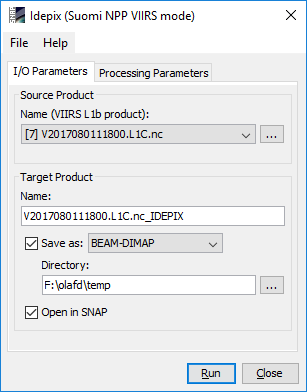 Idepix (Suomi NPP VIIRS mode)
File Help
I/O Parameters Processing Parameters
Source Product
Name (VIIRS L1b product):
[7] V2017080111800.L1C.nc ...
Target Product
Name:
V2017080111800.L1C.nc_IDEPIX
Save as: BEAM-DIMAP
Directory:
F:\olafd\temp ...
Open in SNAP
Run Close